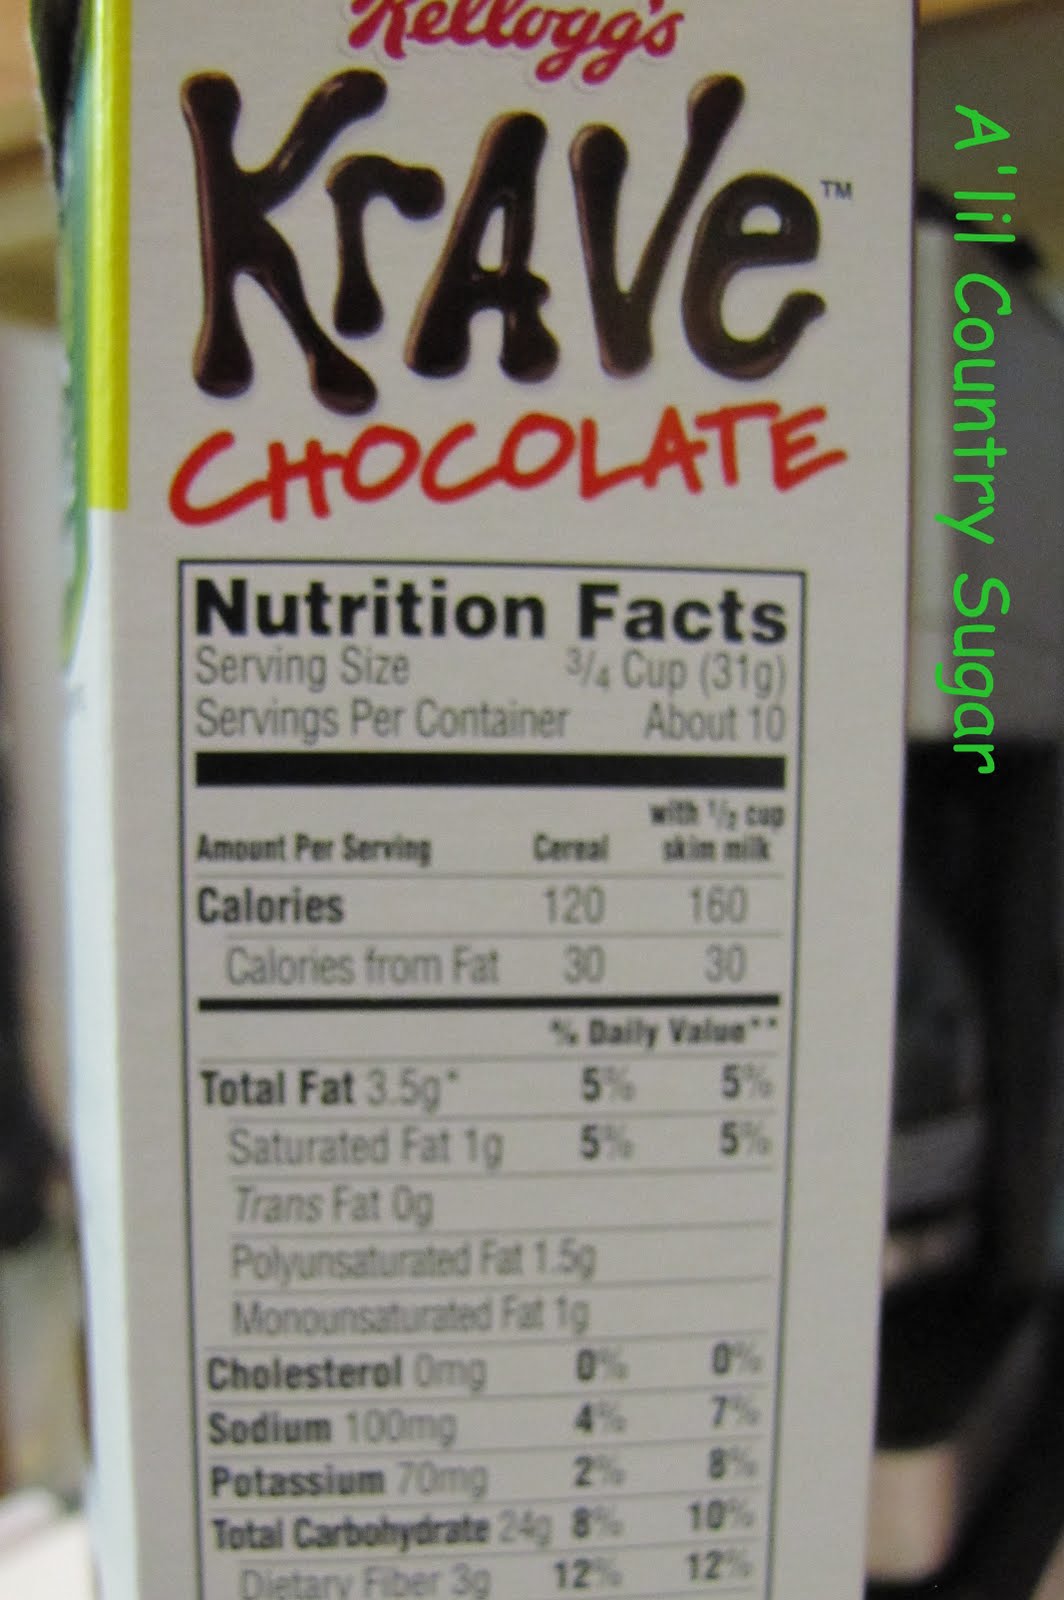 Kellogg's
KrAVe™
CHOCOLATE
Nutrition Facts
Serving Size 3/4 Cup (31g)
Servings Per Container About 10
with 1/2 cup
Amount Per Serving Cereal skim milk
Calories 120 160
Calories from Fat 30 30
% Daily Value**
Total Fat 3.5g* 5% 5%
Saturated Fat 1g 5% 5%
Trans Fat 0g
Polyunsaturated Fat 1.5g
Monounsaturated Fat 1g
Cholesterol 0mg 0% 0%
Sodium 100mg 4% 7%
Potassium 70mg 2% 8%
Total Carbohydrate 24g 8% 10%
Dietary Fiber 3g 12% 12%
A'lil Country Sugar